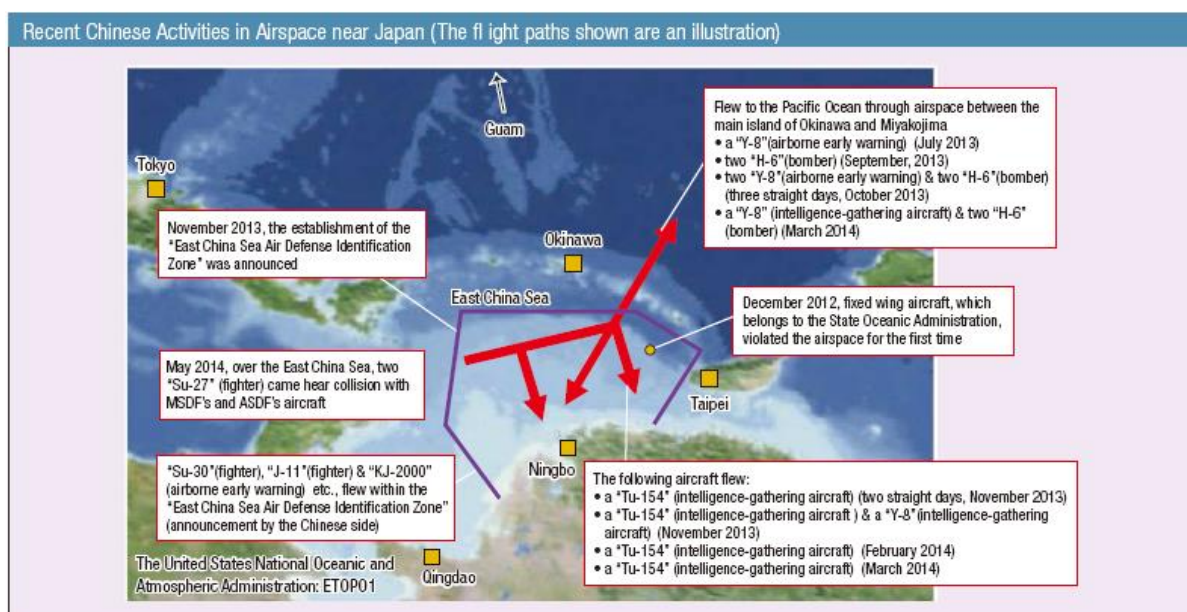 Recent Chinese Activities in Airspace near Japan (The fl ight paths shown are an illustration)
Guam
Tokyo
Flew to the Pacific Ocean through airspace between the
main island of Okinawa and Miyakojima
• a “Y-8”(airborne early warning) (July 2013)
• two “H-6”(bomber) (September, 2013)
• two “Y-8”(airborne early warning) & two “H-6”(bomber)
(three straight days, October 2013)
• a “Y-8” (intelligence-gathering aircraft) & two “H-6”
(bomber) (March 2014)
November 2013, the establishment of the
“East China Sea Air Defense Identification
Zone” was announced
Okinawa
East China Sea
December 2012, fixed wing aircraft, which
belongs to the State Oceanic Administration,
violated the airspace for the first time
May 2014, over the East China Sea, two
“Su-27” (fighter) came hear collision with
MSDF's and ASDF's aircraft
Taipei
Ningbo
“Su-30”(fighter), “J-11”(fighter) & “KJ-2000”
(airborne early warning) etc., flew within the
“East China Sea Air Defense Identification Zone”
(announcement by the Chinese side)
The following aircraft flew:
• a “Tu-154” (intelligence-gathering aircraft) (two straight days, November 2013)
• a “Tu-154” (intelligence-gathering aircraft ) & a “Y-8”(intelligence-gathering
aircraft) (November 2013)
• a “Tu-154” (intelligence-gathering aircraft) (February 2014)
• a “Tu-154” (intelligence-gathering aircraft) (March 2014)
The United States National Oceanic and
Atmospheric Administration: ETOPO1
Qingdao